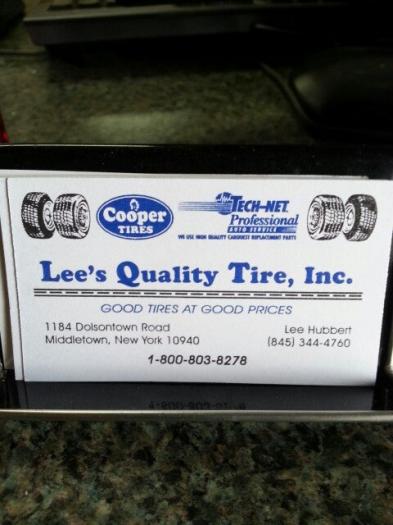 Cooper
TIRES
TECH-NET
Professional
AUTO SERVICE
WE USE HIGH QUALITY CARQUEST REPLACEMENT PARTS
Lee's Quality Tire, Inc.
GOOD TIRES AT GOOD PRICES
1184 Dolsontown Road
Middletown, New York 10940
Lee Hubbert
(845) 344-4760
1-800-803-8278